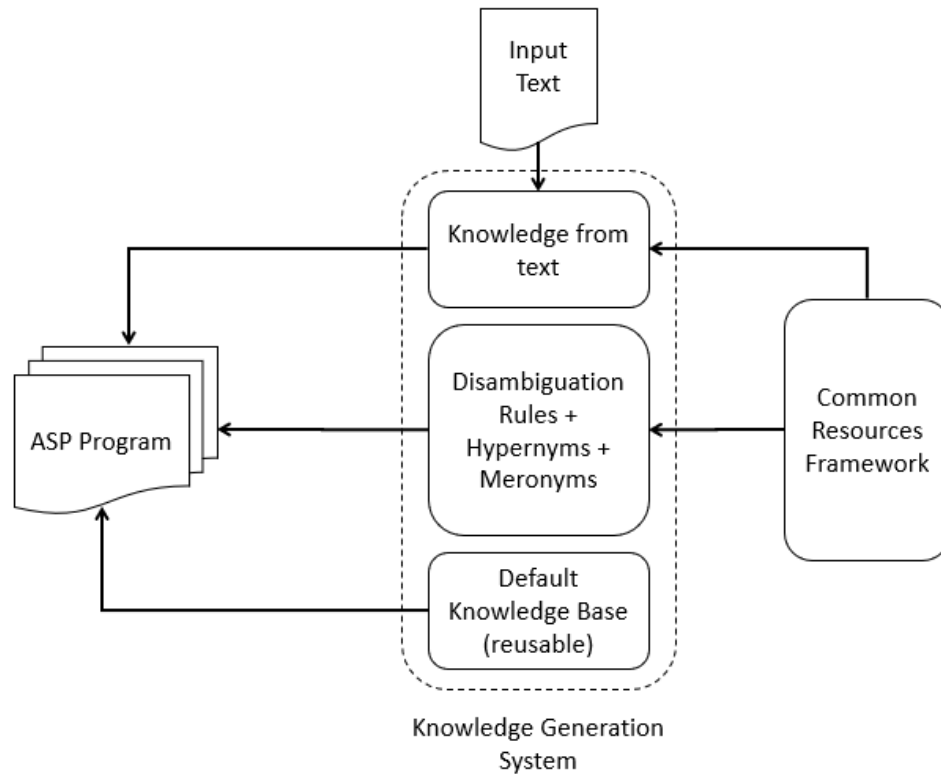 Input
Text
Knowledge from
text
Disambiguation
Rules +
Hypernyms +
Meronyms
ASP Program
Common
Resources
Framework
Default
Knowledge Base
(reusable)
Knowledge Generation
System